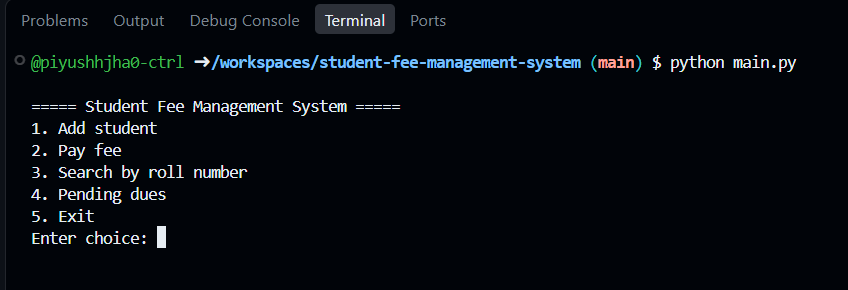 Problems Output Debug Console Terminal Ports
@piyushhjha0-ctrl ➜/workspaces/student-fee-management-system (main) $ python main.py
===== Student Fee Management System =====
1. Add student
2. Pay fee
3. Search by roll number
4. Pending dues
5. Exit
Enter choice: